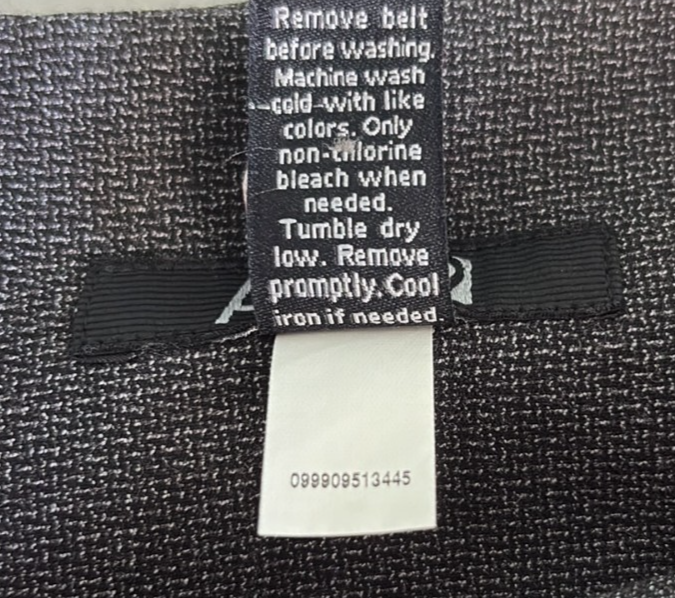 Remove belt
before washing.
Machine wash
cold with like
colors. Only
non-chlorine
bleach when
needed.
Tumble dry
low. Remove
promptly. Cool
iron if needed.
099909513445